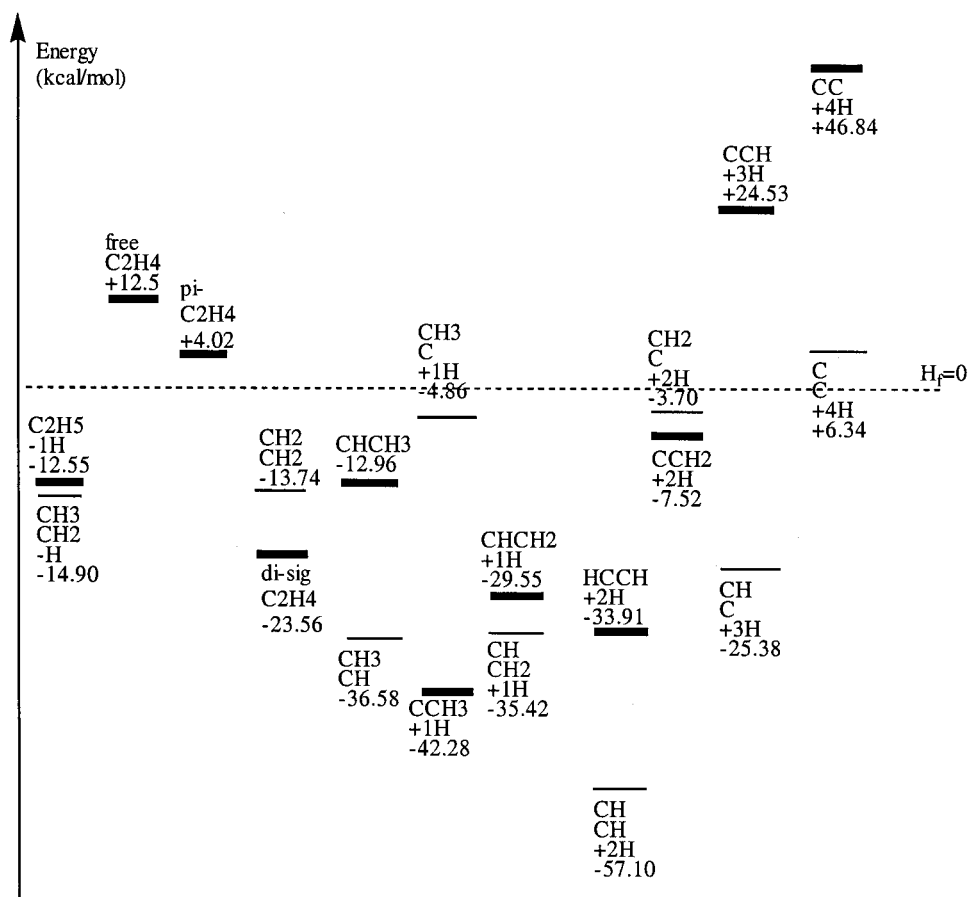 Energy
(kcal/mol)
CC
+4H
+46.84
CCH
+3H
+24.53
free
C2H4
+12.5
pi-
C2H4
+4.02
CH3
C
+1H
-4.86
CH2
C
+2H
-3.70
C
C
+4H
+6.34
Hf=0
C2H5
-1H
-12.55
CH3
CH2
-H
-14.90
CH2
CH2
-13.74
di-sig
C2H4
-23.56
CHCH3
-12.96
CH3
CH
-36.58
CCH3
+1H
-42.28
CHCH2
+1H
-29.55
CH
CH2
+1H
-35.42
HCCH
+2H
-33.91
CH
CH
+2H
-57.10
CCH2
+2H
-7.52
CH
C
+3H
-25.38